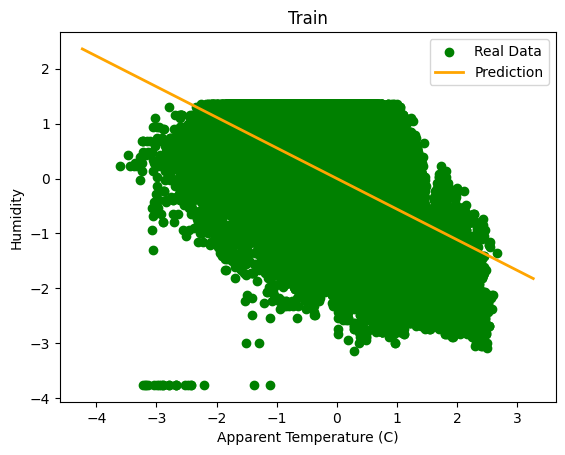 Train
Real Data
Prediction
Humidity
2
1
0
−1
−2
−3
−4
−4 −3 −2 −1 0 1 2 3
Apparent Temperature (C)